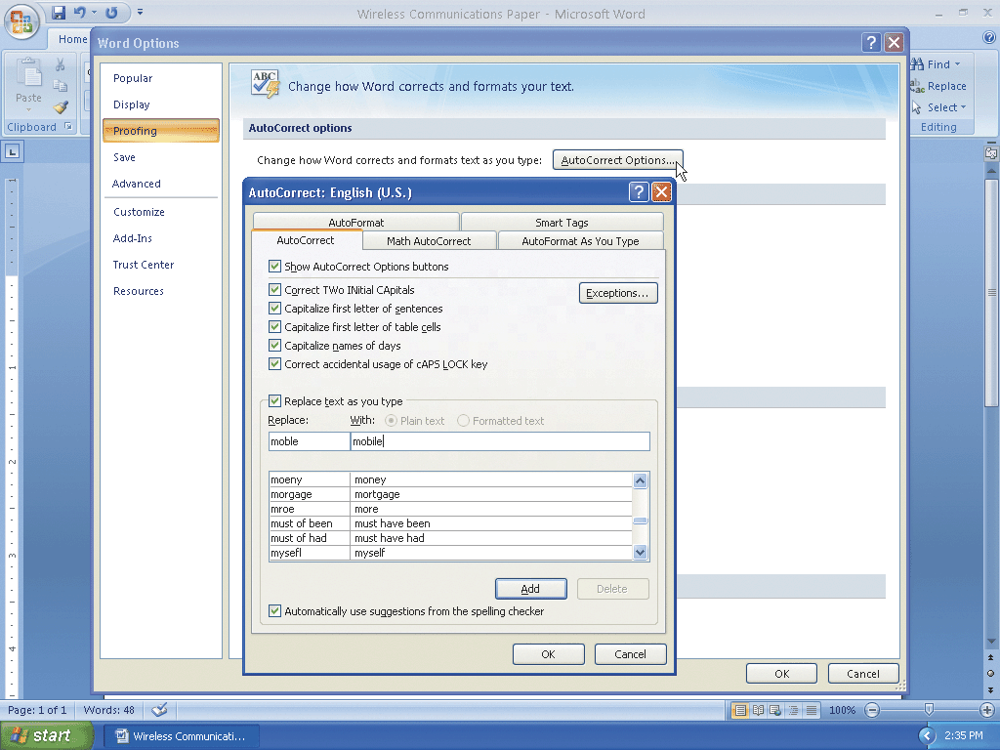 Wireless Communications Paper - Microsoft Word
Home
Word Options
Paste
Clipboard
Find
Replace
Select
Editing
Popular
Display
Proofing
Save
Advanced
Customize
Add-Ins
Trust Center
Resources
ABC
Change how Word corrects and formats your text.
AutoCorrect options
Change how Word corrects and formats text as you type: AutoCorrect Options...
AutoCorrect: English (U.S.)
AutoFormat Smart Tags
AutoCorrect Math AutoCorrect AutoFormat As You Type
Show AutoCorrect Options buttons
Correct TWo INitial CApitals Exceptions...
Capitalize first letter of sentences
Capitalize first letter of table cells
Capitalize names of days
Correct accidental usage of cAPS LOCK key
Replace text as you type
Replace: With: Plain text Formatted text
moble mobile
moeny money
morgage mortgage
mroe more
must of been must have been
must of had must have had
mysefl myself
Add Delete
Automatically use suggestions from the spelling checker
OK Cancel
OK Cancel
Page: 1 of 1 Words: 48 100%
start Wireless Communicati... 2:35 PM